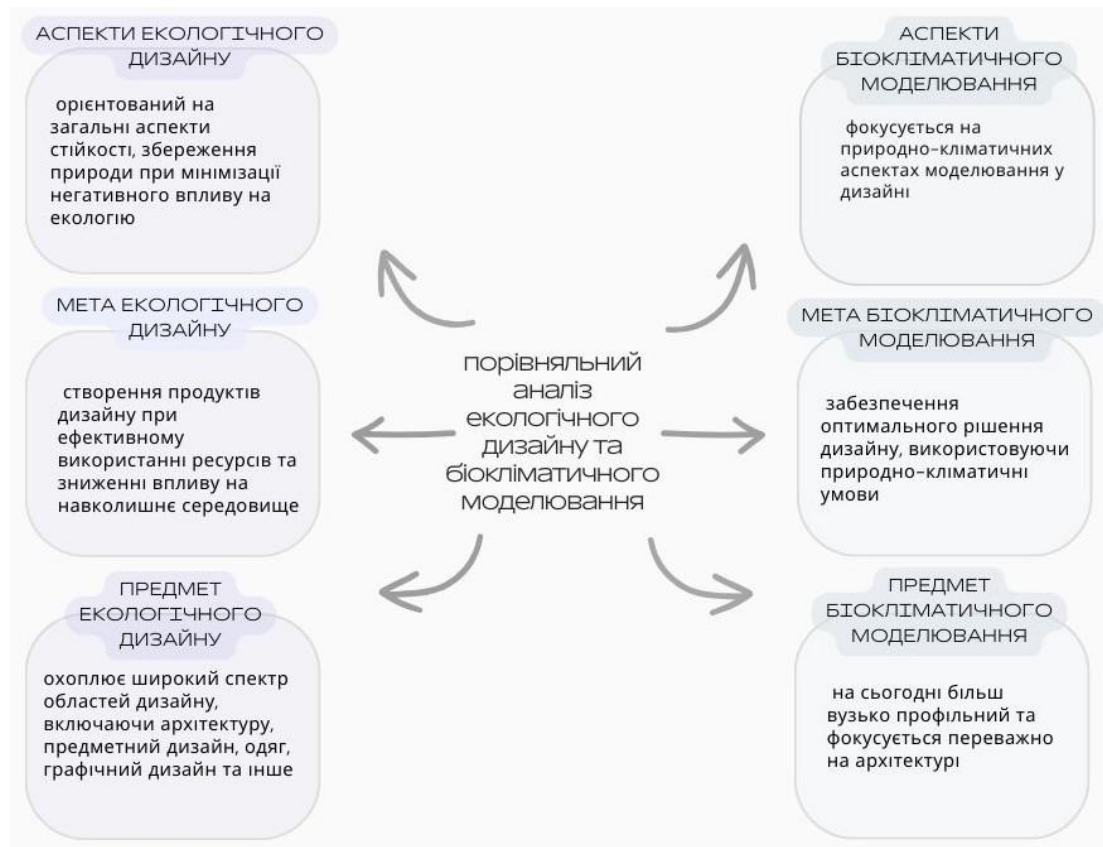 АСПЕКТИ ЕКОЛОГІЧНОГО
ДИЗАЙНУ
орієнтований на
загальні аспекти
стійкості, збереження
природи при мінімізації
негативного впливу на
екологію
МЕТА ЕКОЛОГІЧНОГО
ДИЗАЙНУ
створення продуктів
дизайну при
ефективному
використанні ресурсів та
зниженні впливу на
навколишнє середовище
ПРЕДМЕТ
ЕКОЛОГІЧНОГО
ДИЗАЙНУ
охоплює широкий спектр
областей дизайну,
включаючи архітектуру,
предметний дизайн, одяг,
графічний дизайн та інше
порівняльний
аналіз
екологічного
дизайну та
біокліматичного
моделювання
АСПЕКТИ
БІОКЛІМАТИЧНОГО
МОДЕЛЮВАННЯ
фокусується на
природно-кліматичних
аспектах моделювання у
дизайні
МЕТА БІОКЛІМАТИЧНОГО
МОДЕЛЮВАННЯ
забезпечення
оптимального рішення
дизайну, використовуючи
природно-кліматичні
умови
ПРЕДМЕТ
БІОКЛІМАТИЧНОГО
МОДЕЛЮВАННЯ
на сьогодні більш
вузько профільний та
фокусується переважно
на архітектурі